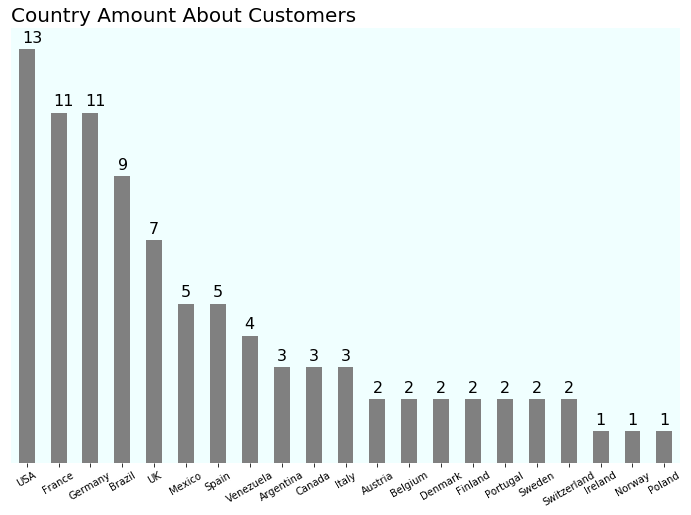 Country Amount About Customers
13
11
11
9
7
5
5
4
3
3
3
2
2
2
2
2
2
2
1
1
1
USA
France
Germany
Brazil
UK
Mexico
Spain
Venezuela
Argentina
Canada
Italy
Austria
Belgium
Denmark
Finland
Portugal
Sweden
Switzerland
Ireland
Norway
Poland